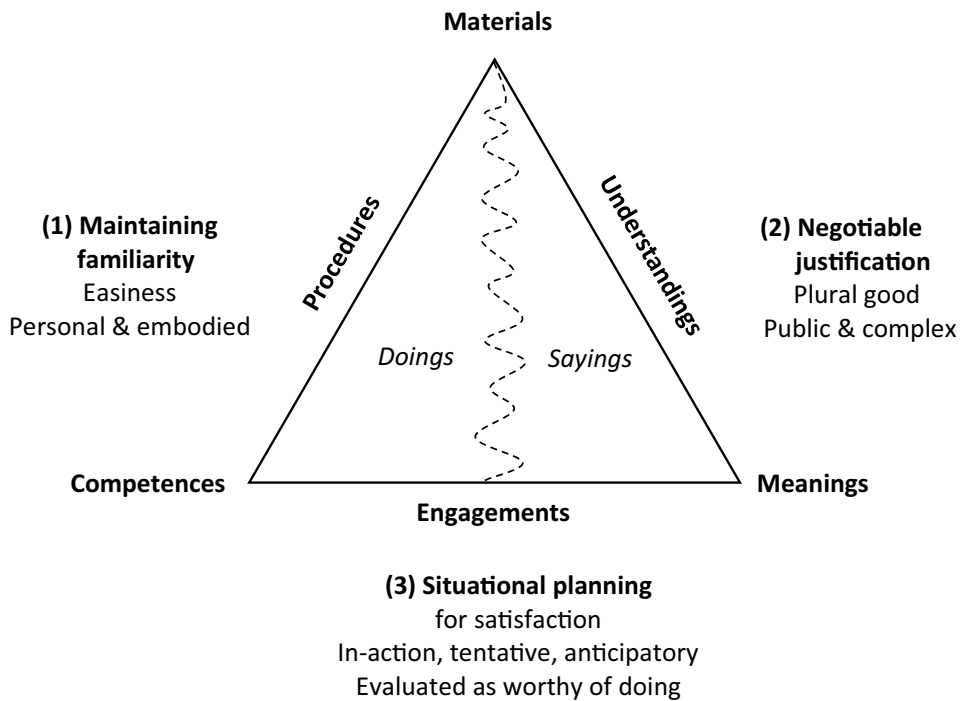 Materials
Procedures
Understandings
(1) Maintaining
familiarity
Easiness
Personal & embodied
(2) Negotiable
justification
Plural good
Public & complex
Doings
Sayings
Competences
Meanings
Engagements
(3) Situational planning
for satisfaction
In-action, tentative, anticipatory
Evaluated as worthy of doing